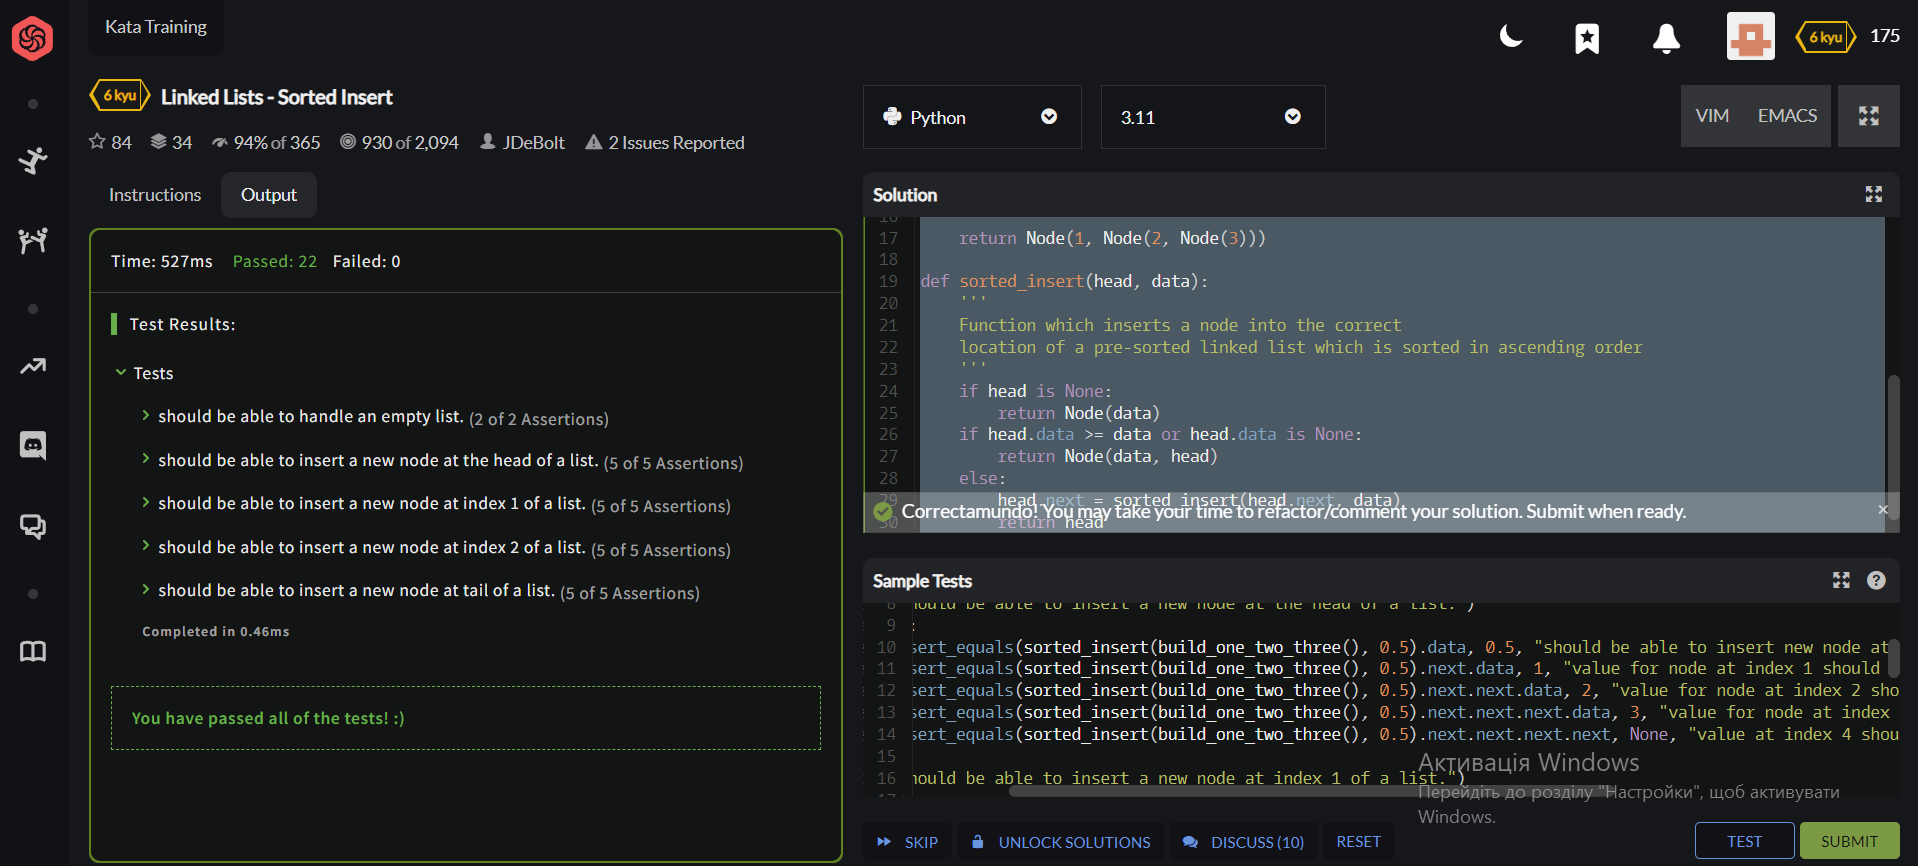 Kata Training
6 kyu
175
6 kyu Linked Lists - Sorted Insert
84 34 94% of 365 930 of 2,094 JDeBolt 2 Issues Reported
Instructions Output
Time: 527ms Passed: 22 Failed: 0
Test Results:
Tests
should be able to handle an empty list. (2 of 2 Assertions)
should be able to insert a new node at the head of a list. (5 of 5 Assertions)
should be able to insert a new node at index 1 of a list. (5 of 5 Assertions)
should be able to insert a new node at index 2 of a list. (5 of 5 Assertions)
should be able to insert a new node at tail of a list. (5 of 5 Assertions)
Completed in 0.46ms
You have passed all of the tests! :)
Python 3.11 VIM EMACS
Solution
16
17 return Node(1, Node(2, Node(3)))
18
19 def sorted_insert(head, data):
20 '''
21 Function which inserts a node into the correct
22 location of a pre-sorted linked list which is sorted in ascending order
23 '''
24 if head is None:
25 return Node(data)
26 if head.data >= data or head.data is None:
27 return Node(data, head)
28 else:
29 head.next = sorted_insert(head.next, data)
30 return head
Correctamundo! You may take your time to refactor/comment your solution. Submit when ready. ×
Sample Tests
8 hould be able to insert a new node at the head of a list.")
9 :
10 sert_equals(sorted_insert(build_one_two_three(), 0.5).data, 0.5, "should be able to insert new node at
11 sert_equals(sorted_insert(build_one_two_three(), 0.5).next.data, 1, "value for node at index 1 should
12 sert_equals(sorted_insert(build_one_two_three(), 0.5).next.next.data, 2, "value for node at index 2 sho
13 sert_equals(sorted_insert(build_one_two_three(), 0.5).next.next.next.data, 3, "value for node at index
14 sert_equals(sorted_insert(build_one_two_three(), 0.5).next.next.next.next, None, "value at index 4 shou
15
16 hould be able to insert a new node at index 1 of a list.")
17
Активація Windows
Перейдіть до розділу "Настройки", щоб активувати
Windows.
SKIP UNLOCK SOLUTIONS DISCUSS (10) RESET TEST SUBMIT